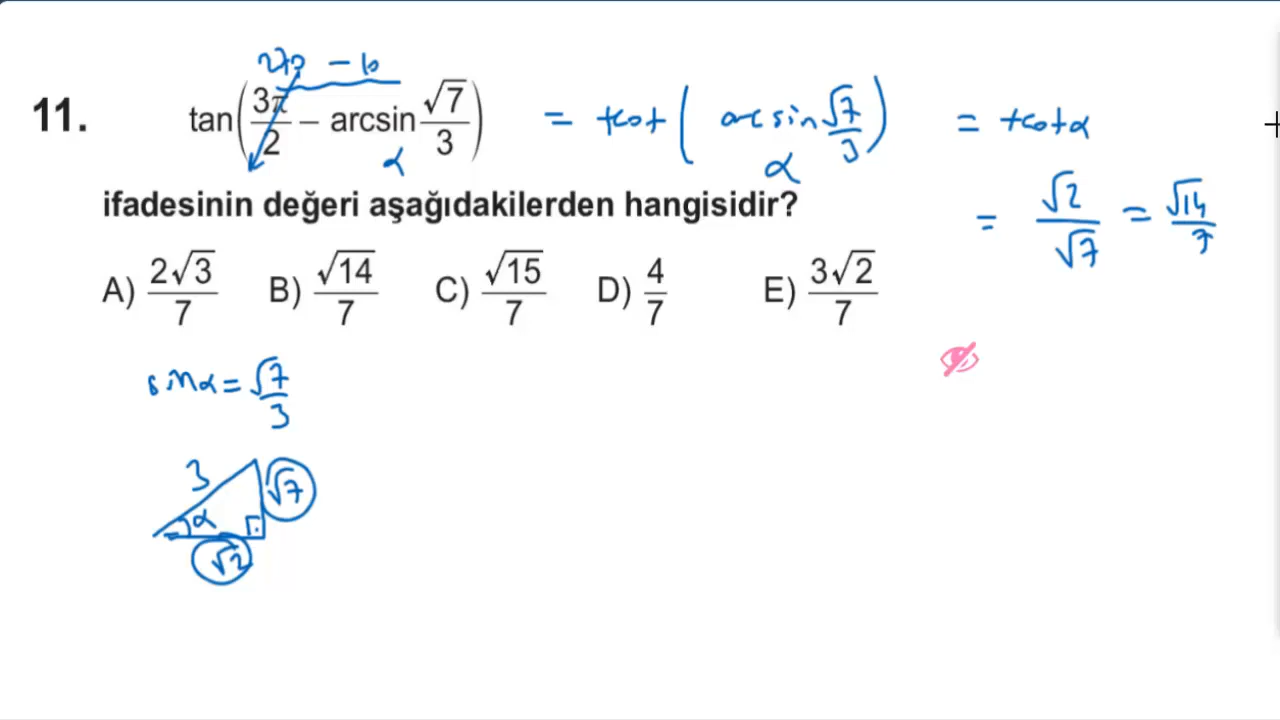 270 - b
11. tan(3π/2 – arcsin √7/3) = +cot(arcsin √7/3) = +cotα
α α
ifadesinin değeri aşağıdakilerden hangisidir?
= √2/√7 = √14/7
A) 2√3/7 B) √14/7 C) √15/7 D) 4/7 E) 3√2/7
sinα = √7/3
3 √7
α
√2